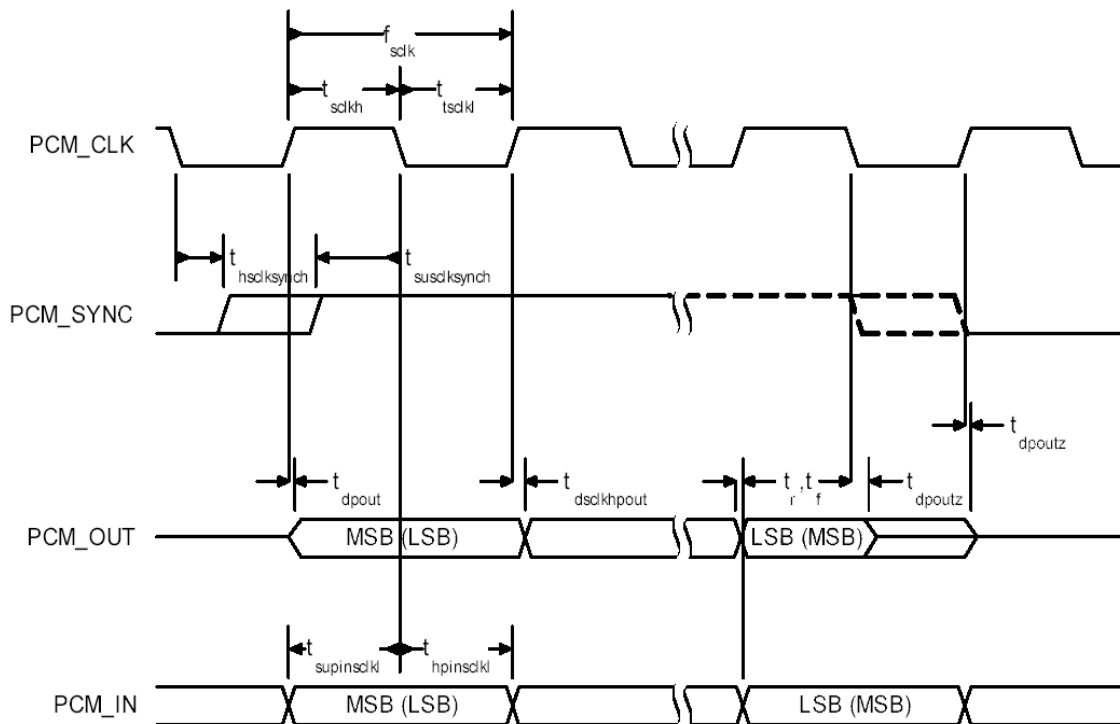 f sclk
t sclkh
t tsclkl
PCM_CLK
t hsclksynch
t susclksynch
PCM_SYNC
t dpoutz
t dpout
t dsclkhpout
t r ,t f
t dpoutz
PCM_OUT
MSB (LSB)
LSB (MSB)
t supinsclkl
t hpinsclkl
PCM_IN
MSB (LSB)
LSB (MSB)